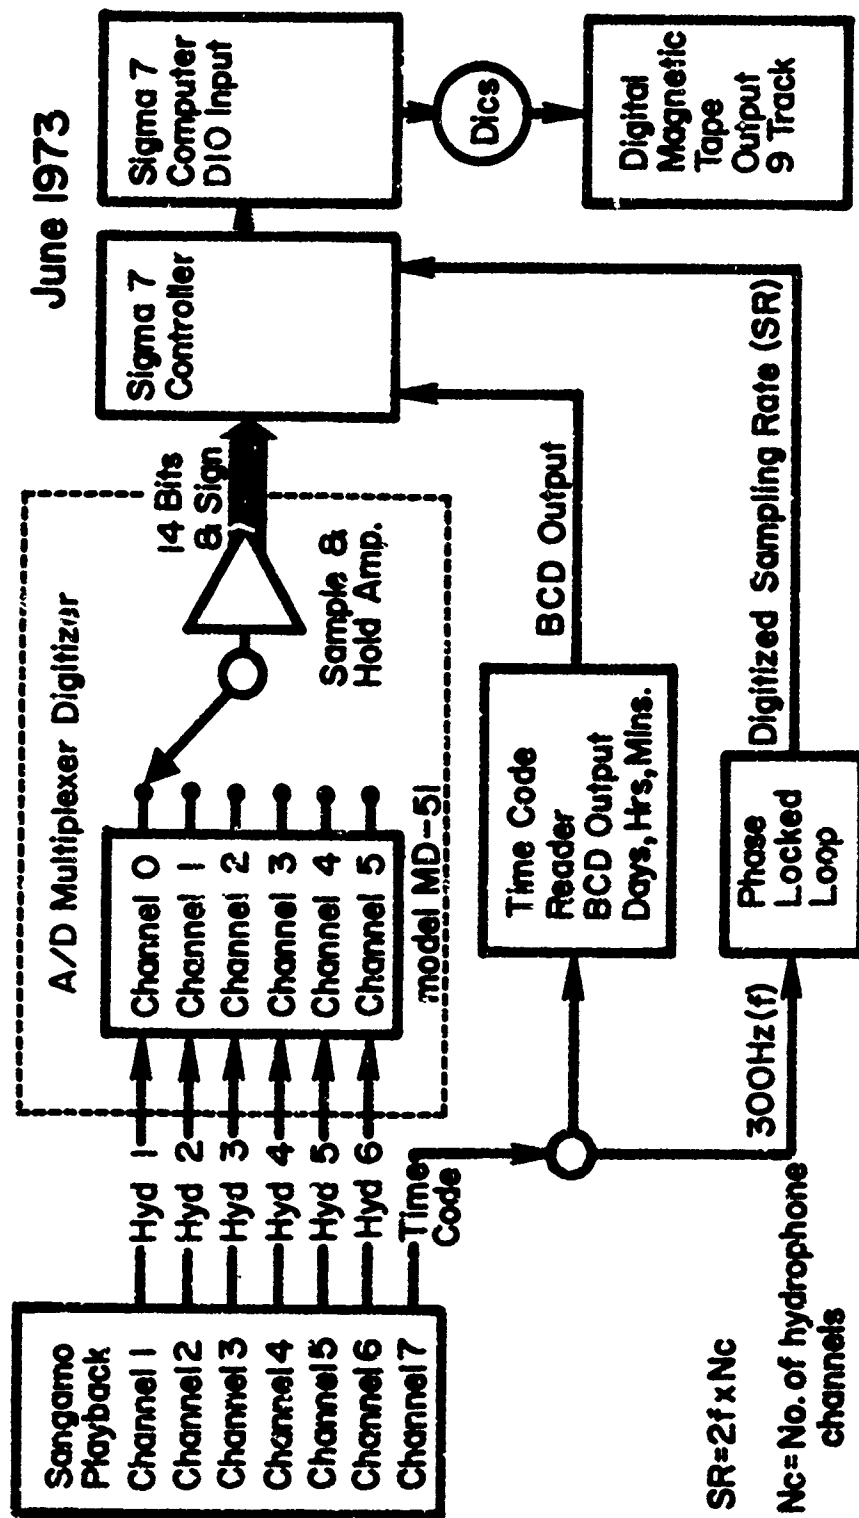 June 1973
Sangamo
Playback
Channel 1
Channel 2
Channel 3
Channel 4
Channel 5
Channel 6
Channel 7
Hyd 1
Hyd 2
Hyd 3
Hyd 4
Hyd 5
Hyd 6
Time
Code
A/D Multiplexer Digitizer
Channel 0
Channel 1
Channel 2
Channel 3
Channel 4
Channel 5
model MD-51
Sample &
Hold Amp.
14 Bits
& Sign
Sigma 7
Controller
Sigma 7
Computer
DIO Input
Dics
Digital
Magnetic
Tape
Output
9 Track
Time Code
Reader
BCD Output
Days, Hrs, Mins.
BCD Output
300Hz(f)
Phase
Locked
Loop
Digitized Sampling Rate (SR)
SR=2f x Nc
Nc=No. of hydrophone
channels